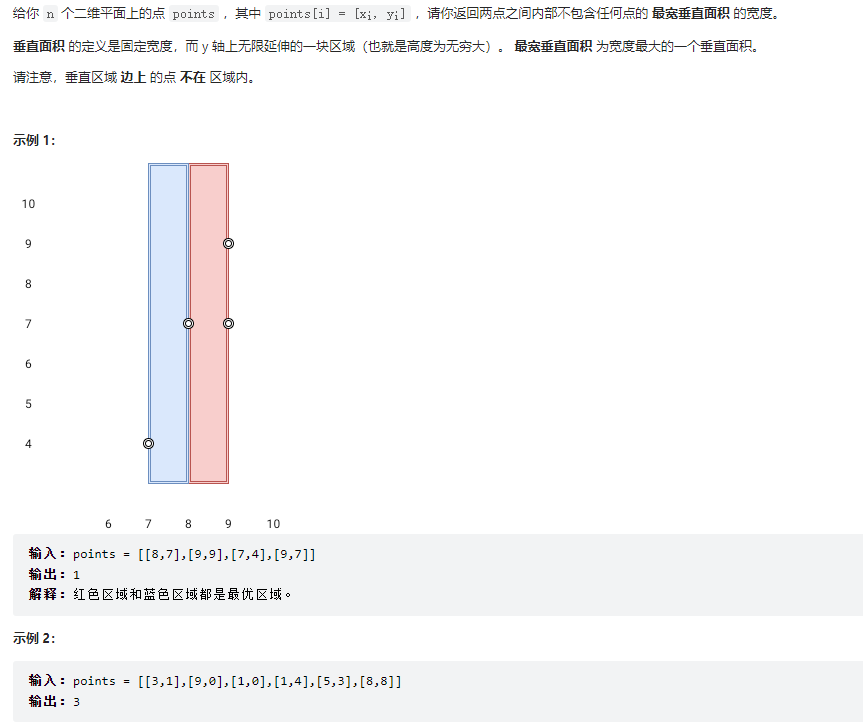 给你 n 个二维平面上的点 points ，其中 points[i] = [xᵢ, yᵢ] ，请你返回两点之间内部不包含任何点的 最宽垂直面积 的宽度。
垂直面积 的定义是固定宽度，而 y 轴上无限延伸的一块区域（也就是高度为无穷大）。 最宽垂直面积 为宽度最大的一个垂直面积。
请注意，垂直区域 边上 的点 不在 区域内。
示例 1：
10
9
8
7
6
5
4
6 7 8 9 10
输入：points = [[8,7],[9,9],[7,4],[9,7]]
输出：1
解释：红色区域和蓝色区域都是最优区域。
示例 2：
输入：points = [[3,1],[9,0],[1,0],[1,4],[5,3],[8,8]]
输出：3